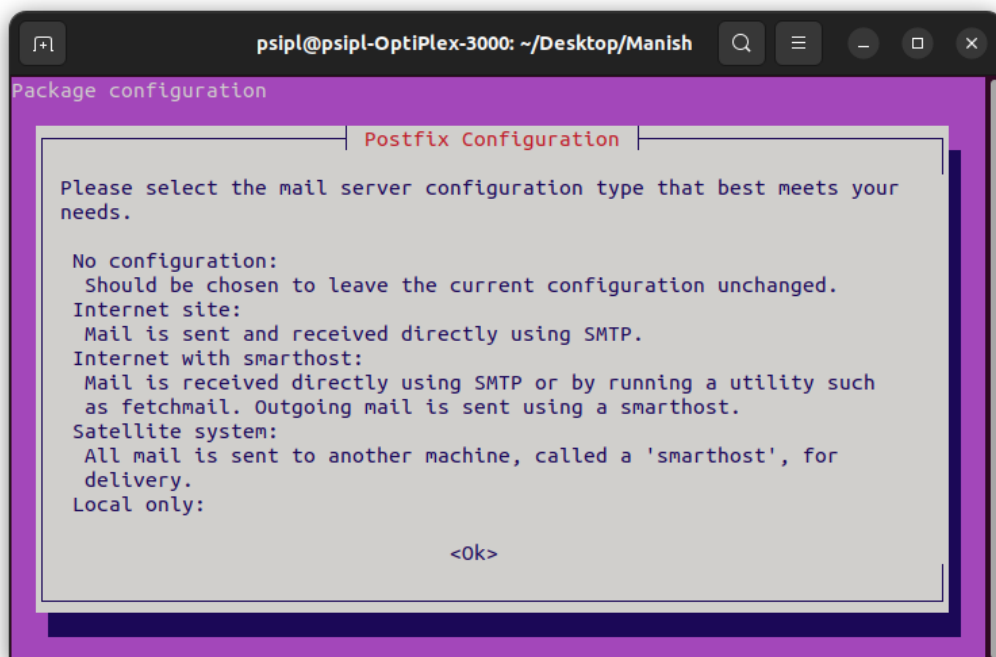 psipl@psipl-OptiPlex-3000: ~/Desktop/Manish
Package configuration
Postfix Configuration
Please select the mail server configuration type that best meets your
needs.
No configuration:
Should be chosen to leave the current configuration unchanged.
Internet site:
Mail is sent and received directly using SMTP.
Internet with smarthost:
Mail is received directly using SMTP or by running a utility such
as fetchmail. Outgoing mail is sent using a smarthost.
Satellite system:
All mail is sent to another machine, called a 'smarthost', for
delivery.
Local only:
<Ok>